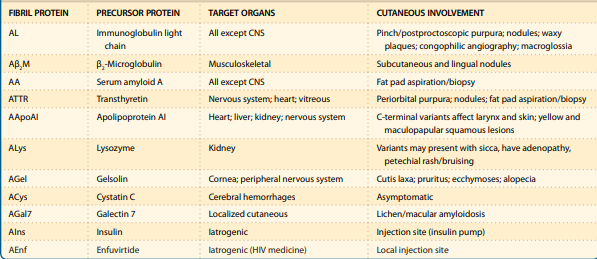 FIBRIL PROTEIN PRECURSOR PROTEIN TARGET ORGANS CUTANEOUS INVOLVEMENT
AL Immunoglobulin light All except CNS Pinch/postproctoscopic purpura; nodules; waxy
chain plaques; congophilic angiography; macroglossia
Aβ₂M β₂-Microglobulin Musculoskeletal Subcutaneous and lingual nodules
AA Serum amyloid A All except CNS Fat pad aspiration/biopsy
ATTR Transthyretin Nervous system; heart; vitreous Periorbital purpura; nodules; fat pad aspiration/biopsy
AApoAI Apolipoprotein AI Heart; liver; kidney; nervous system C-terminal variants affect larynx and skin; yellow and
maculopapular squamous lesions
ALys Lysozyme Kidney Variants may present with sicca, have adenopathy,
petechial rash/bruising
AGel Gelsolin Cornea; peripheral nervous system Cutis laxa; pruritus; ecchymoses; alopecia
ACys Cystatin C Cerebral hemorrhages Asymptomatic
AGal7 Galectin 7 Localized cutaneous Lichen/macular amyloidosis
AIns Insulin Iatrogenic Injection site (insulin pump)
AEnf Enfuvirtide Iatrogenic (HIV medicine) Local injection site